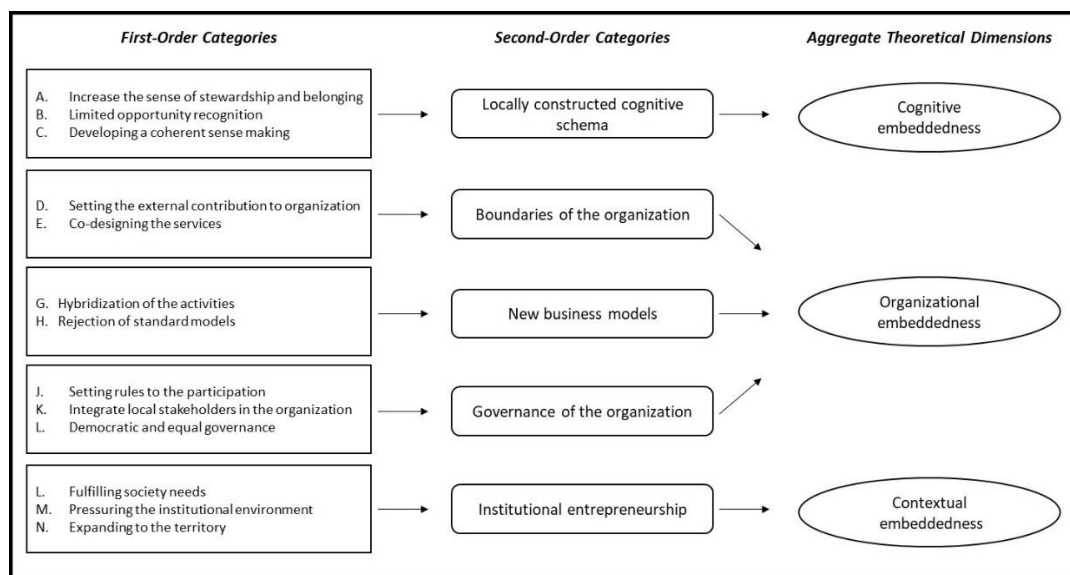 First-Order Categories
Second-Order Categories
Aggregate Theoretical Dimensions
A. Increase the sense of stewardship and belonging
B. Limited opportunity recognition
C. Developing a coherent sense making
Locally constructed cognitive
schema
Cognitive
embeddedness
D. Setting the external contribution to organization
E. Co-designing the services
Boundaries of the organization
G. Hybridization of the activities
H. Rejection of standard models
New business models
Organizational
embeddedness
J. Setting rules to the participation
K. Integrate local stakeholders in the organization
L. Democratic and equal governance
Governance of the organization
L. Fulfilling society needs
M. Pressuring the institutional environment
N. Expanding to the territory
Institutional entrepreneurship
Contextual
embeddedness